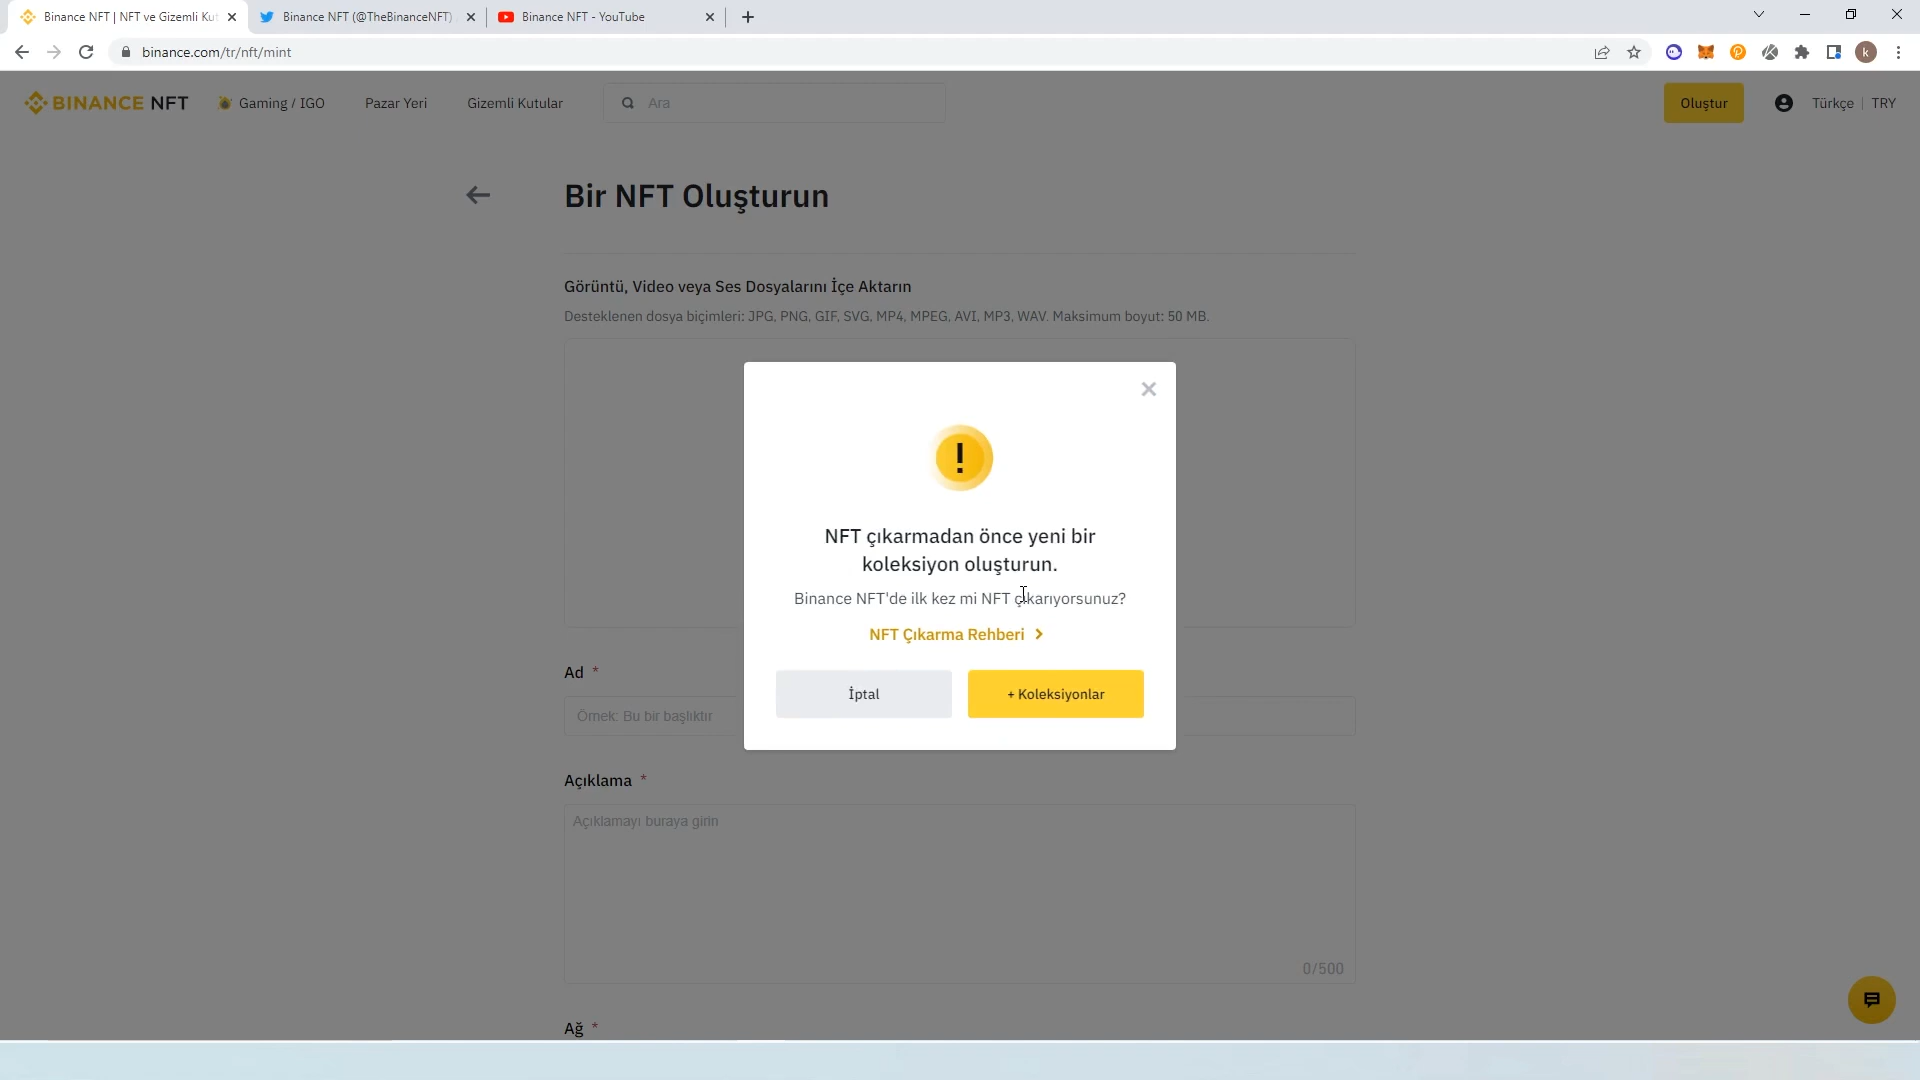 Binance NFT | NFT ve Gizemli Kut
Binance NFT (@TheBinanceNFT)
Binance NFT - YouTube
binance.com/tr/nft/mint
k
BINANCE NFT
Gaming / IGO
Pazar Yeri
Gizemli Kutular
Ara
Oluştur
Türkçe | TRY
Bir NFT Oluşturun
Görüntü, Video veya Ses Dosyalarını İçe Aktarın
Desteklenen dosya biçimleri: JPG, PNG, GIF, SVG, MP4, MPEG, AVI, MP3, WAV. Maksimum boyut: 50 MB.
!
NFT çıkarmadan önce yeni bir
koleksiyon oluşturun.
Binance NFT'de ilk kez mi NFT çıkarıyorsunuz?
NFT Çıkarma Rehberi
İptal
+ Koleksiyonlar
Ad *
Örnek: Bu bir başlıktır
Açıklama *
Açıklamayı buraya girin
0/500
Ağ *